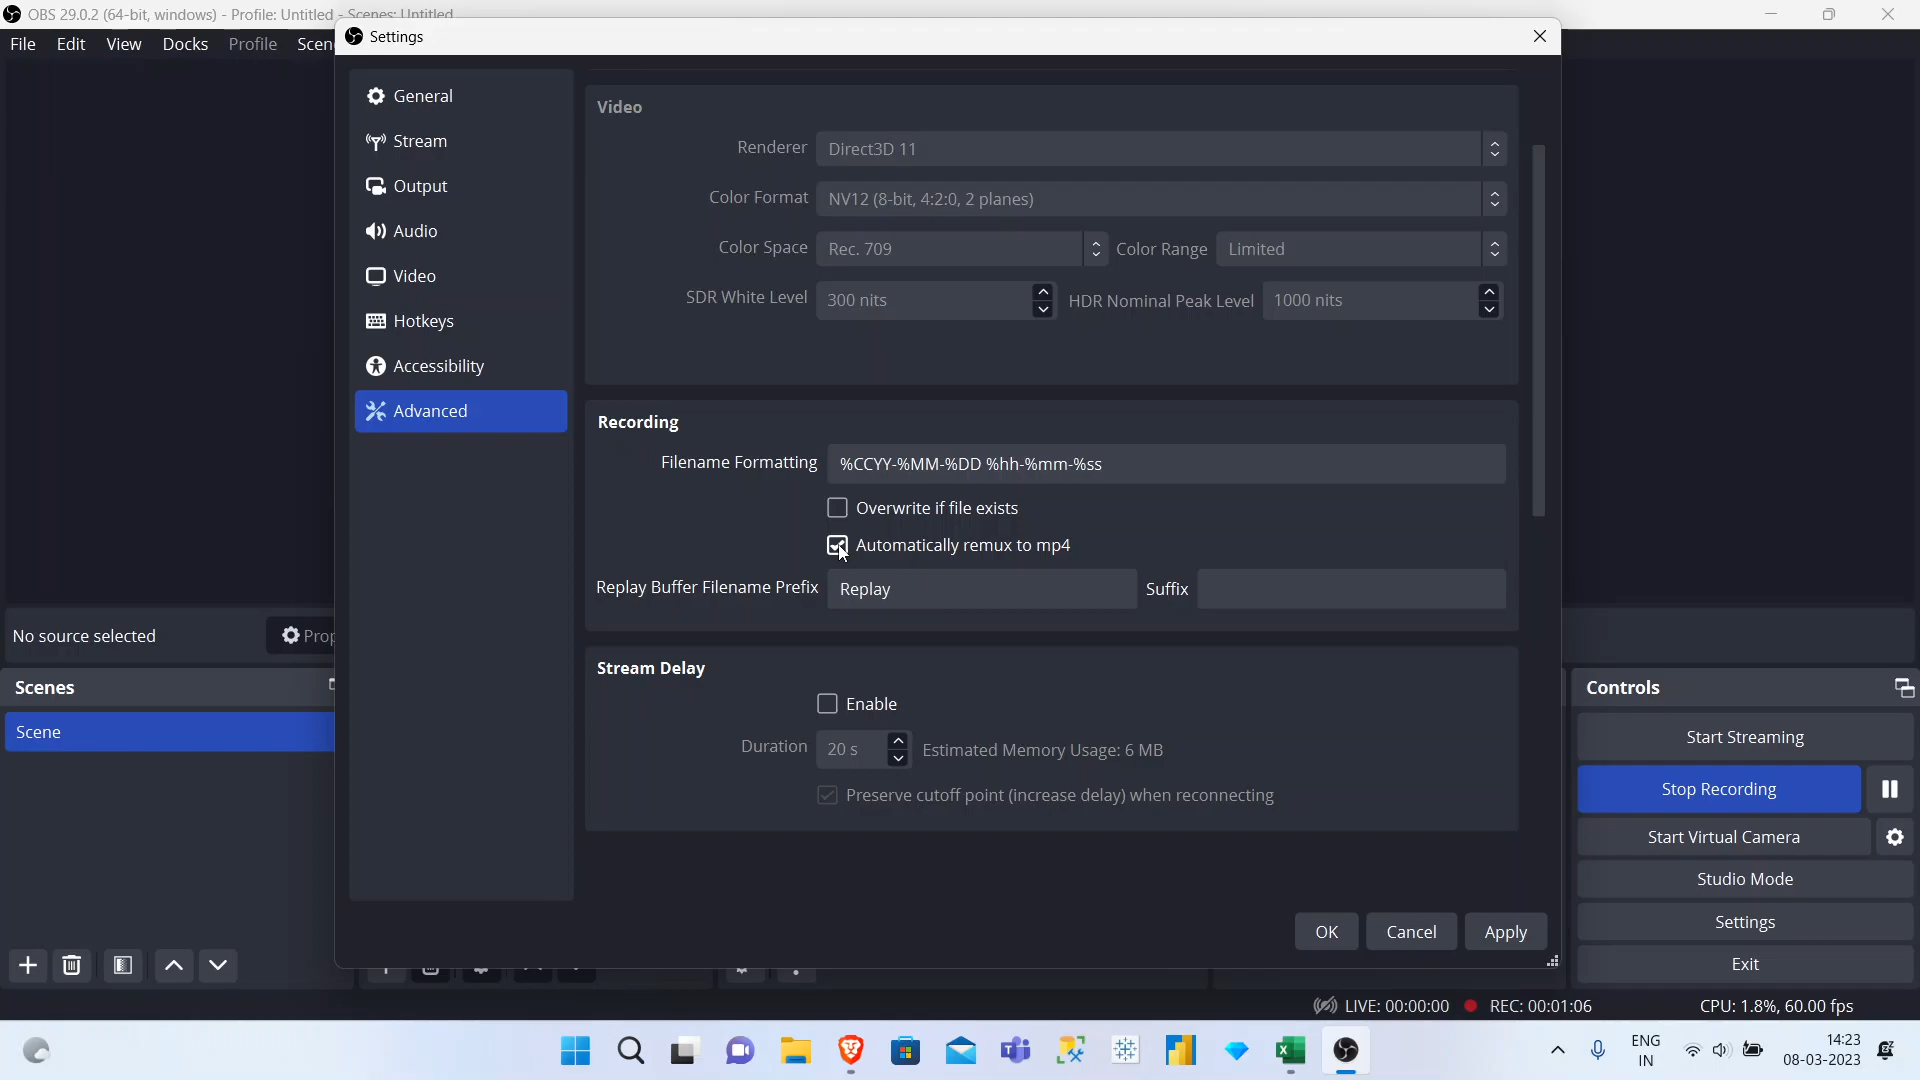 OBS 29.0.2 (64-bit, windows) - Profile: Untitled - Scenes: Untitled
File Edit View Docks Profile Scen
Settings
General
Stream
Output
Audio
Video
Hotkeys
Accessibility
Advanced
Video
Renderer Direct3D 11
Color Format NV12 (8-bit, 4:2:0, 2 planes)
Color Space Rec. 709 Color Range Limited
SDR White Level 300 nits HDR Nominal Peak Level 1000 nits
Recording
Filename Formatting %CCYY-%MM-%DD %hh-%mm-%ss
Overwrite if file exists
Automatically remux to mp4
Replay Buffer Filename Prefix Replay Suffix
Stream Delay
Enable
Duration 20 s Estimated Memory Usage: 6 MB
Preserve cutoff point (increase delay) when reconnecting
OK Cancel Apply
No source selected Prop
Scenes
Scene
Controls
Start Streaming
Stop Recording
Start Virtual Camera
Studio Mode
Settings
Exit
LIVE: 00:00:00 REC: 00:01:06 CPU: 1.8%, 60.00 fps
ENG
IN
14:23
08-03-2023